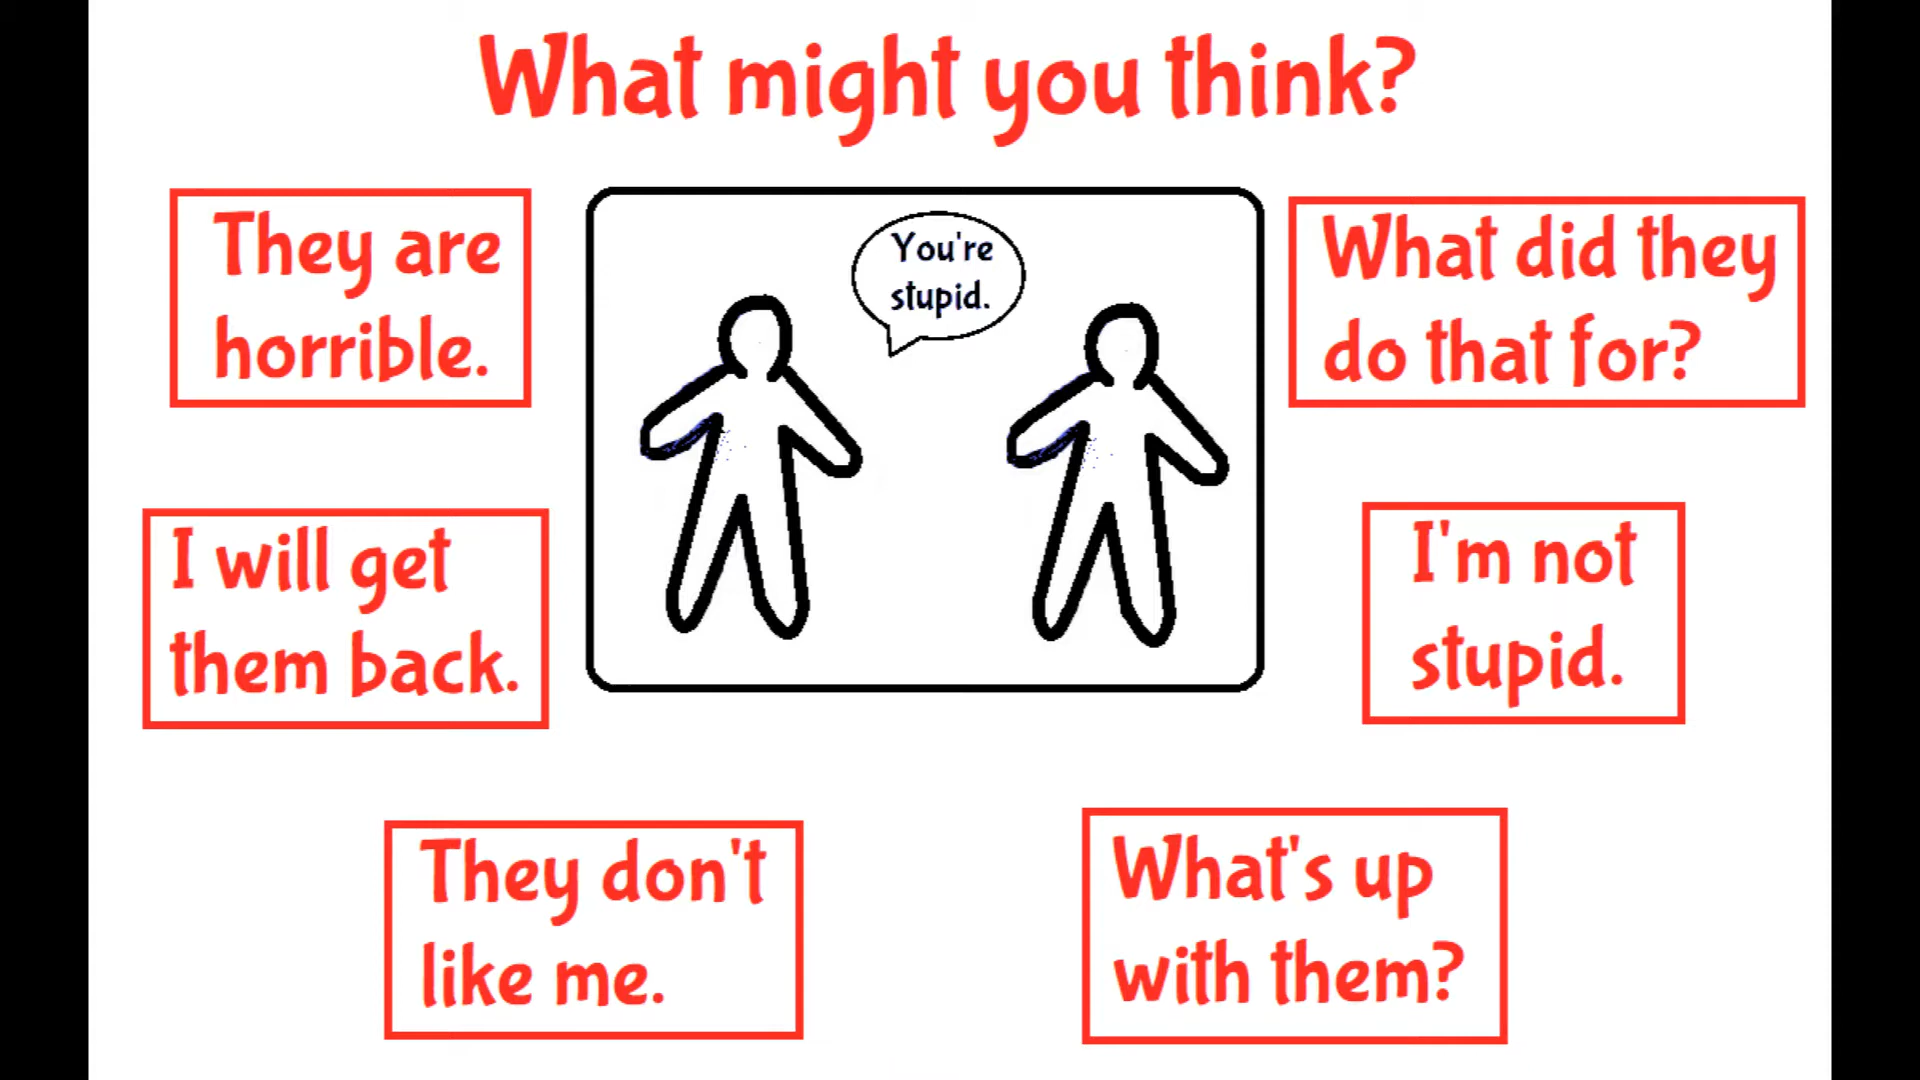 What might you think?
They are
horrible.
You're
stupid.
What did they
do that for?
I will get
them back.
I'm not
stupid.
They don't
like me.
What's up
with them?